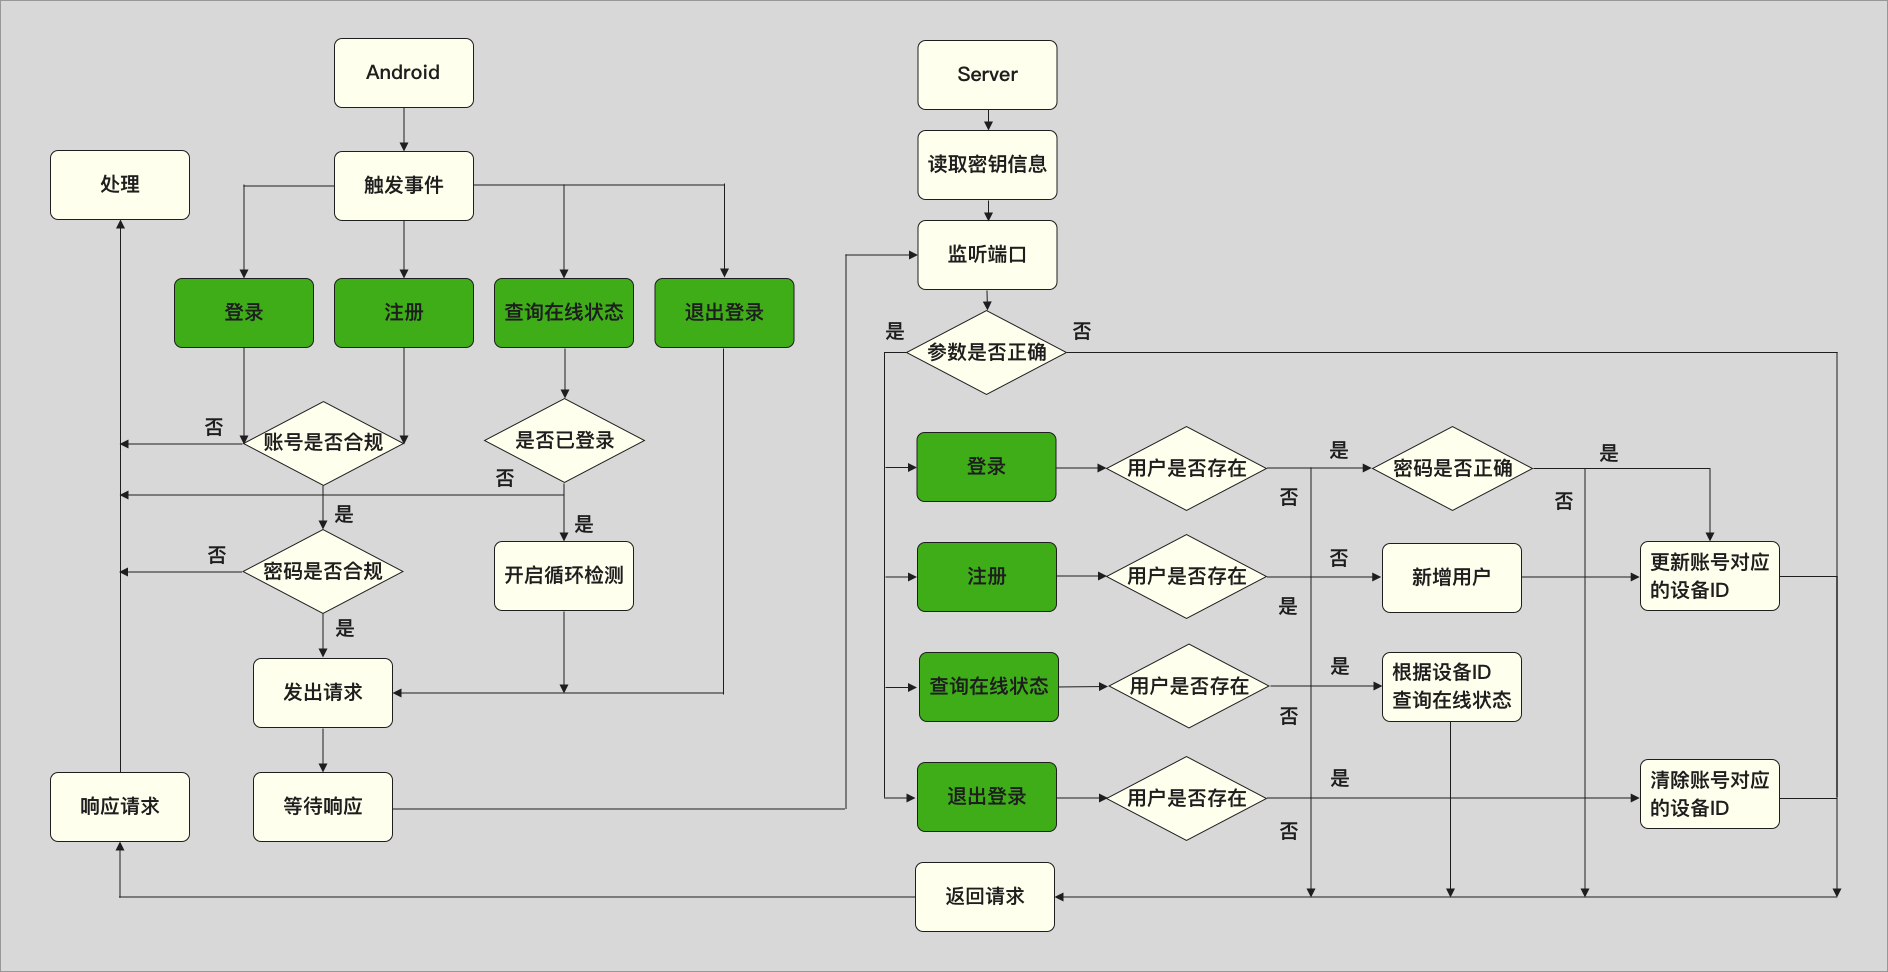 Android
触发事件
处理
登录
注册
查询在线状态
退出登录
否
账号是否合规
是否已登录
否
是
是
否
密码是否合规
开启循环检测
是
发出请求
响应请求
等待响应
Server
读取密钥信息
监听端口
是
参数是否正确
否
登录
用户是否存在
是
否
密码是否正确
是
否
注册
用户是否存在
否
是
新增用户
更新账号对应
的设备ID
查询在线状态
用户是否存在
是
否
根据设备ID
查询在线状态
退出登录
用户是否存在
是
否
清除账号对应
的设备ID
返回请求